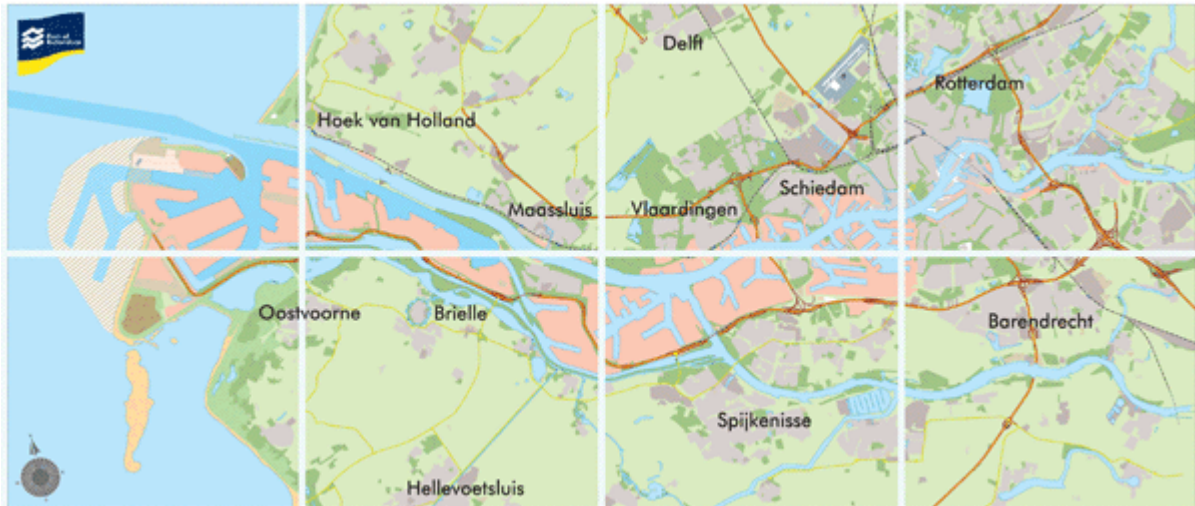 Delft
Rotterdam
Hoek van Holland
Schiedam
Maassluis
Vlaardingen
Oostvoorne
Brielle
Barendrecht
Spijkenisse
Hellevoetsluis